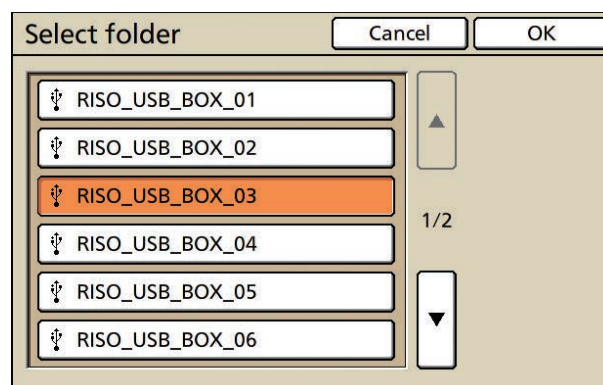 Select folder Cancel OK
RISO_USB_BOX_01
RISO_USB_BOX_02
RISO_USB_BOX_03
1/2
RISO_USB_BOX_04
RISO_USB_BOX_05
RISO_USB_BOX_06